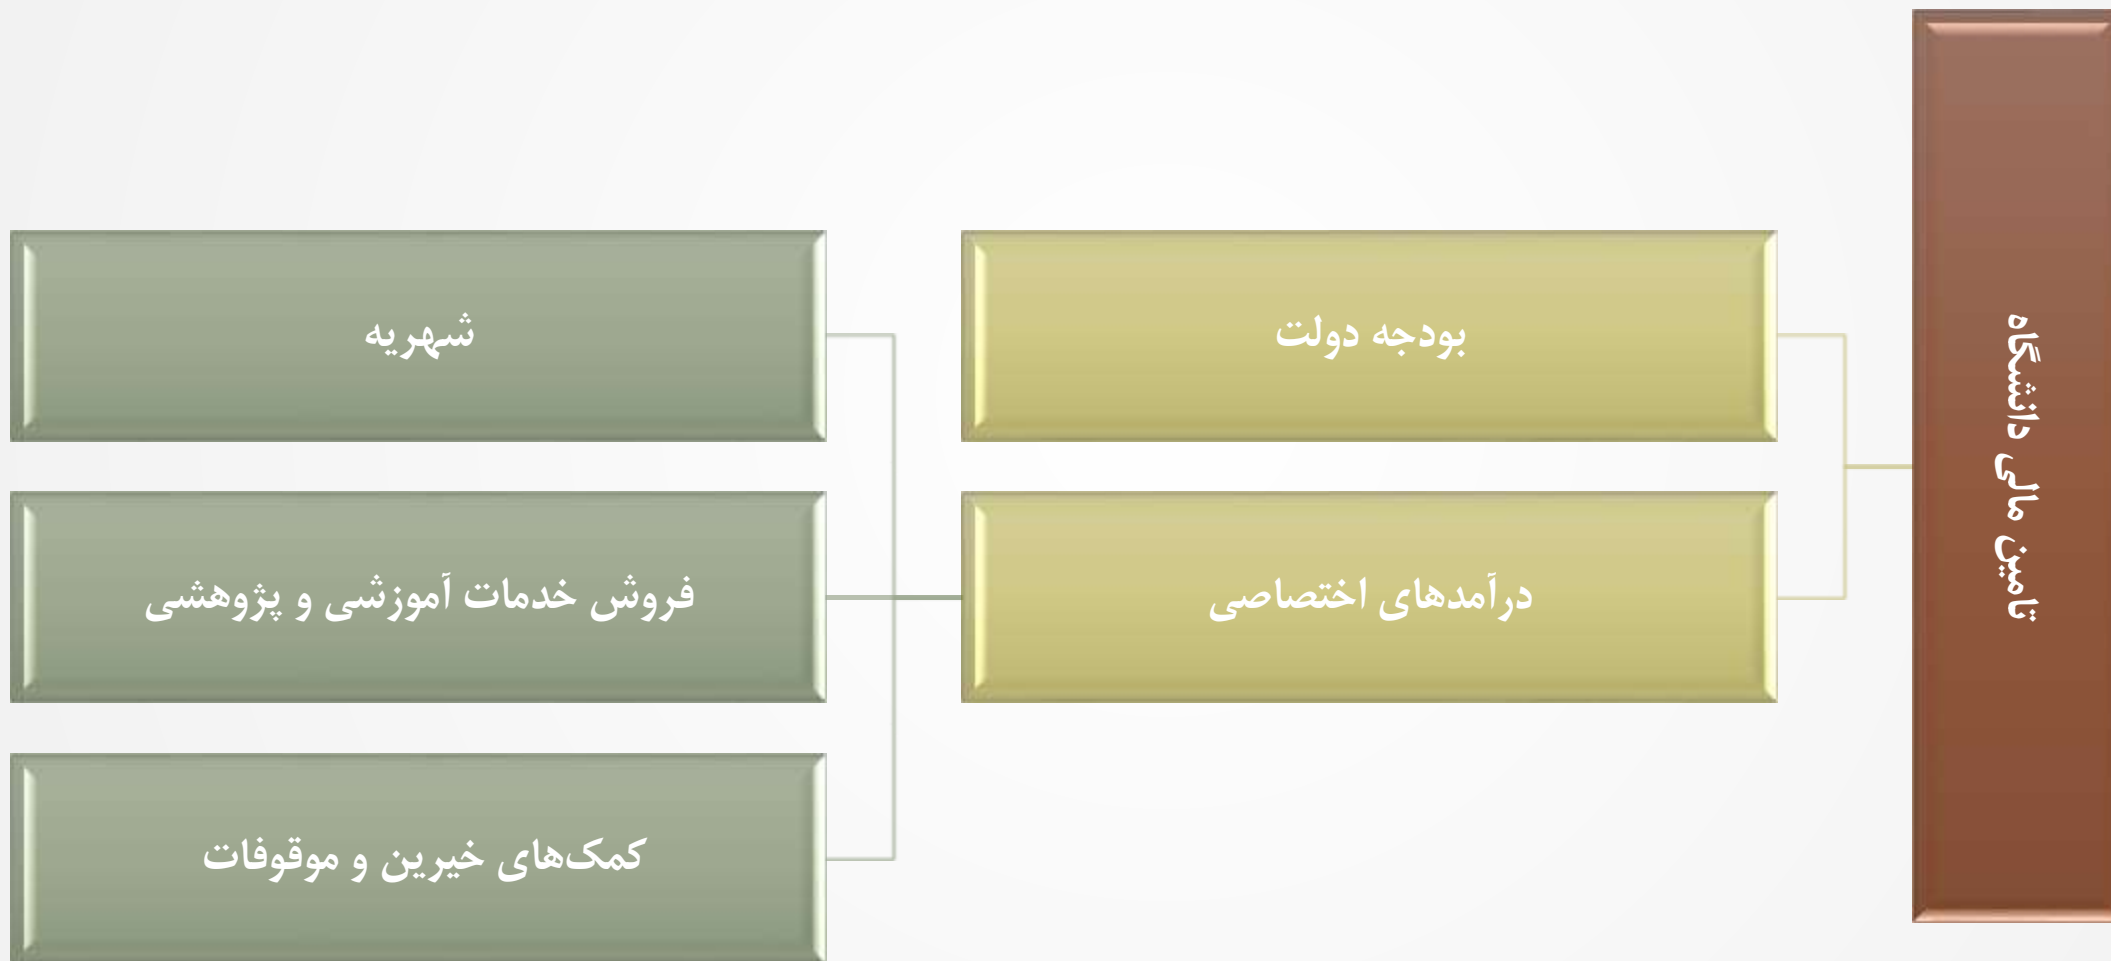 تامین مالی دانشگاه
بودجه دولت
درآمدهای اختصاصی
شهریه
فروش خدمات آموزشی و پژوهشی
کمک‌های خیرین و موقوفات